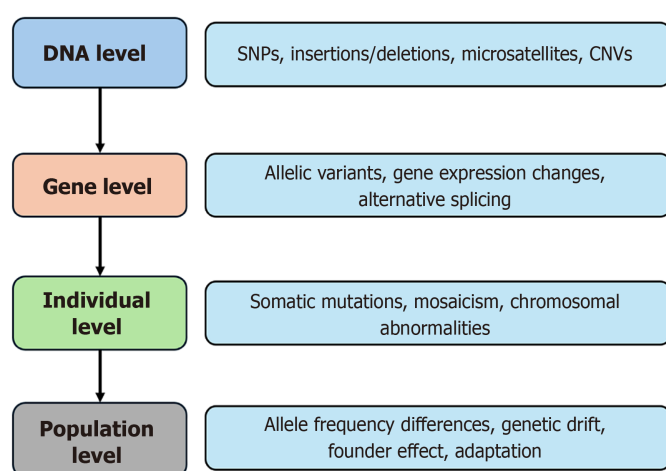 DNA level
SNPs, insertions/deletions, microsatellites, CNVs
Gene level
Allelic variants, gene expression changes,
alternative splicing
Individual
level
Somatic mutations, mosaicism, chromosomal
abnormalities
Population
level
Allele frequency differences, genetic drift,
founder effect, adaptation